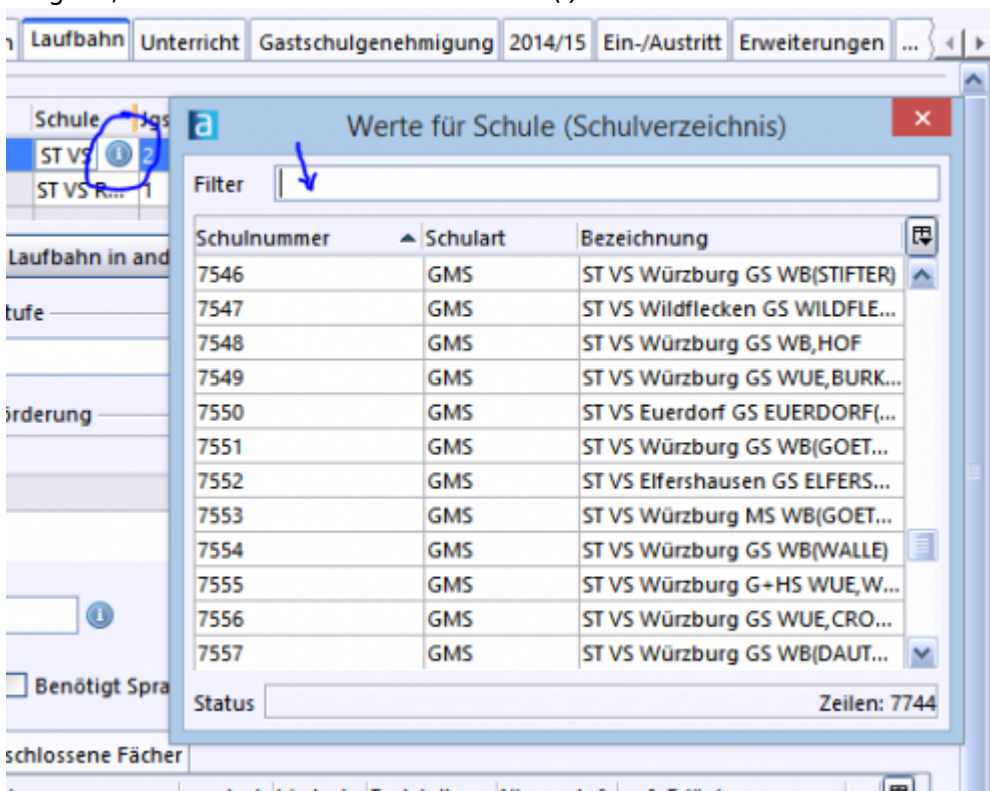 Laufbahn Unterricht Gastschulgenehmigung 2014/15 Ein-/Austritt Erweiterungen ...
Schule Jgs
ST VS 2
ST VS R... 1
Werte für Schule (Schulverzeichnis)
Filter
Schulnummer Schulart Bezeichnung
7546 GMS ST VS Würzburg GS WB(STIFTER)
7547 GMS ST VS Wildflecken GS WILDFLE...
7548 GMS ST VS Würzburg GS WB,HOF
7549 GMS ST VS Würzburg GS WUE,BURK...
7550 GMS ST VS Euerdorf GS EUERDORF(...
7551 GMS ST VS Würzburg GS WB(GOET...
7552 GMS ST VS Elfershausen GS ELFERS...
7553 GMS ST VS Würzburg MS WB(GOET...
7554 GMS ST VS Würzburg GS WB(WALLE)
7555 GMS ST VS Würzburg G+HS WUE,W...
7556 GMS ST VS Würzburg GS WUE,CRO...
7557 GMS ST VS Würzburg GS WB(DAUT...
Status Zeilen: 7744
Laufbahn in and
tufe
örderung
Benötigt Spra
schlossene Fächer